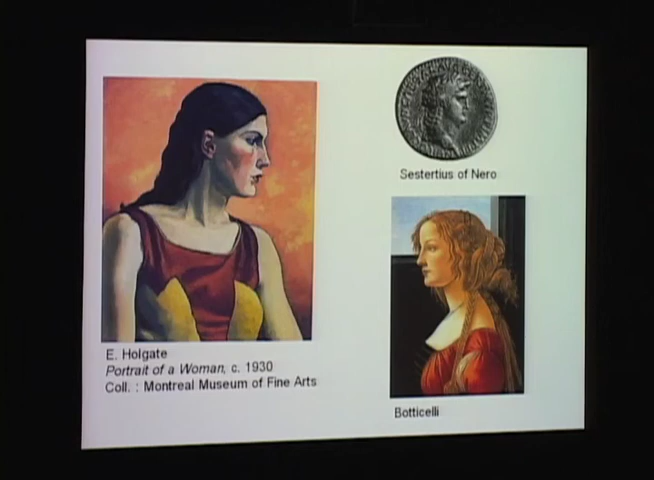 Sestertius of Nero
E. Holgate
Portrait of a Woman, c. 1930
Coll. : Montreal Museum of Fine Arts
Botticelli